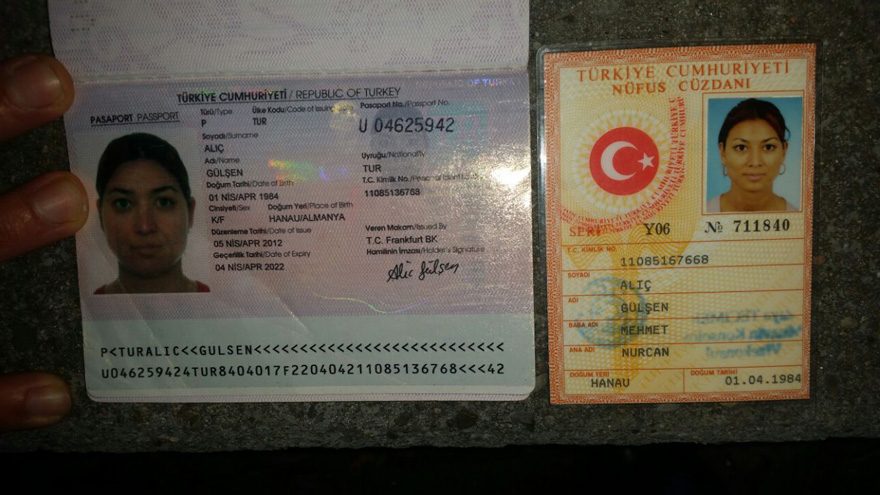 TÜRKİYE CUMHURİYETİ / REPUBLIC OF TURKEY
PASAPORT PASSPORT
Türü/Type
Ülke Kodu/Code of Issuing
Pasaport No./Passport No.
P
TUR
U 04625942
Soyadı/Surname
ALIÇ
Adı/Name
GÜLŞEN
Uyruğu/Nationality
TUR
Doğum Tarihi/Date of Birth
T.C. Kimlik No./Personal
01 NİS/APR 1984
11085136768
Cinsiyeti/Sex
Doğum Yeri/Place of Birth
K/F
HANAU/ALMANYA
Düzenleme Tarihi/Date of Issue
Veren Makam/Issued By
05 NİS/APR 2012
T.C. Frankfurt BK
Geçerlilik Tarihi/Date of Expiry
Hamilinin İmzası/Holder's Signature
04 NİS/APR 2022
Alıç Gülşen
P<TURALIC<<GULSEN<<<<<<<<<<<<<<<<<<<<<<<<<<<
U046259424TUR8404017F220404211085136768<<<42
TÜRKİYE CUMHURİYETİ
NÜFUS CÜZDANI
SERİ Y06 № 711840
T.C. KİMLİK NO.
11085167668
SOYADI
ALIÇ
ADI
GÜLŞEN
BABA ADI
MEHMET
ANA ADI
NURCAN
DOĞUM YERİ
DOĞUM TARİHİ
HANAU
01.04.1984